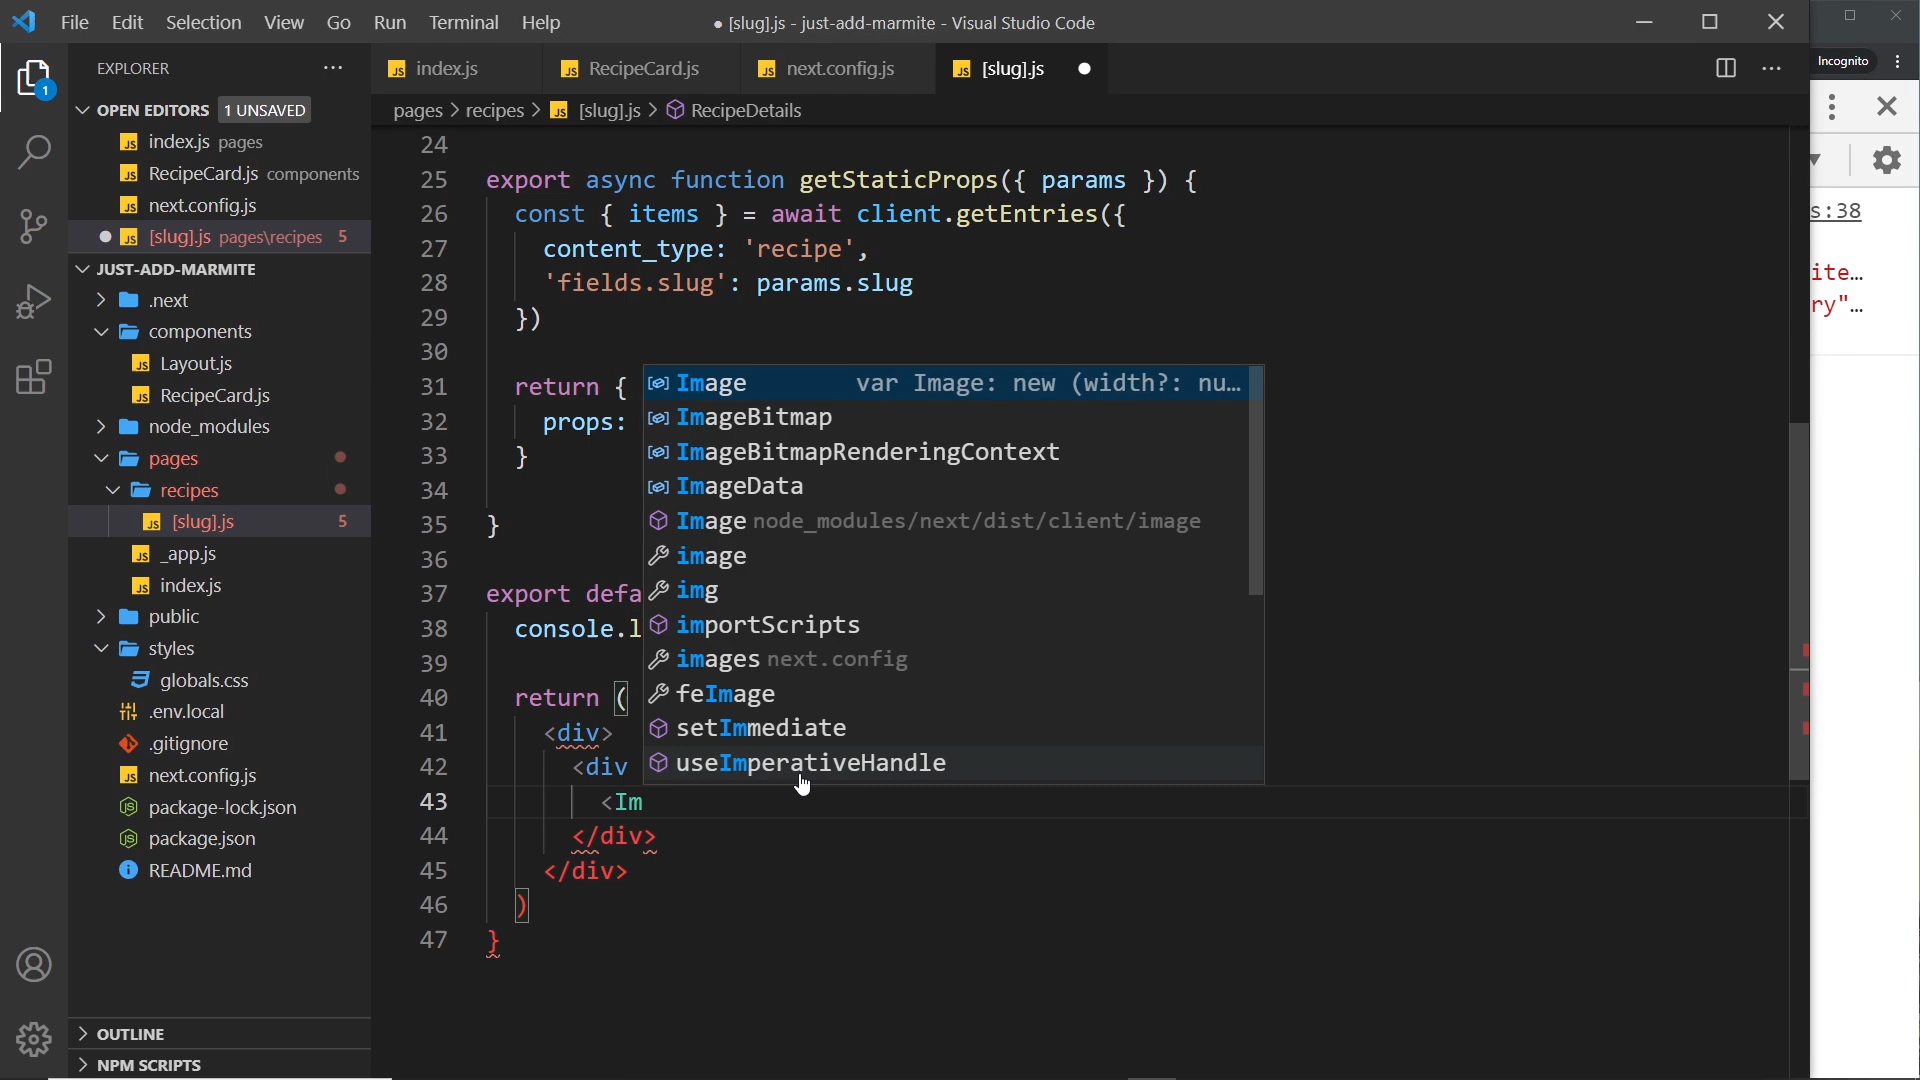 File Edit Selection View Go Run Terminal Help
● [slug].js - just-add-marmite - Visual Studio Code
Incognito
EXPLORER
OPEN EDITORS 1 UNSAVED
index.js pages
RecipeCard.js components
next.config.js
[slug].js pages\recipes 5
JUST-ADD-MARMITE
.next
components
Layout.js
RecipeCard.js
node_modules
pages
recipes
[slug].js 5
_app.js
index.js
public
styles
globals.css
.env.local
.gitignore
next.config.js
package-lock.json
package.json
README.md
OUTLINE
NPM SCRIPTS
1
index.js RecipeCard.js next.config.js [slug].js
pages > recipes > [slug].js > RecipeDetails
24
25 export async function getStaticProps({ params }) {
26 const { items } = await client.getEntries({
27 content_type: 'recipe',
28 'fields.slug': params.slug
29 })
30
31 return {
32 props:
33 }
34
35 }
36
37 export defa
38 console.l
39
40 return (
41 <div>
42 <div
43 <Im
44 </div>
45 </div>
46 )
47 }
Image var Image: new (width?: nu…
ImageBitmap
ImageBitmapRenderingContext
ImageData
Image node_modules/next/dist/client/image
image
img
importScripts
images next.config
feImage
setImmediate
useImperativeHandle
s:38
ite…
ry"…